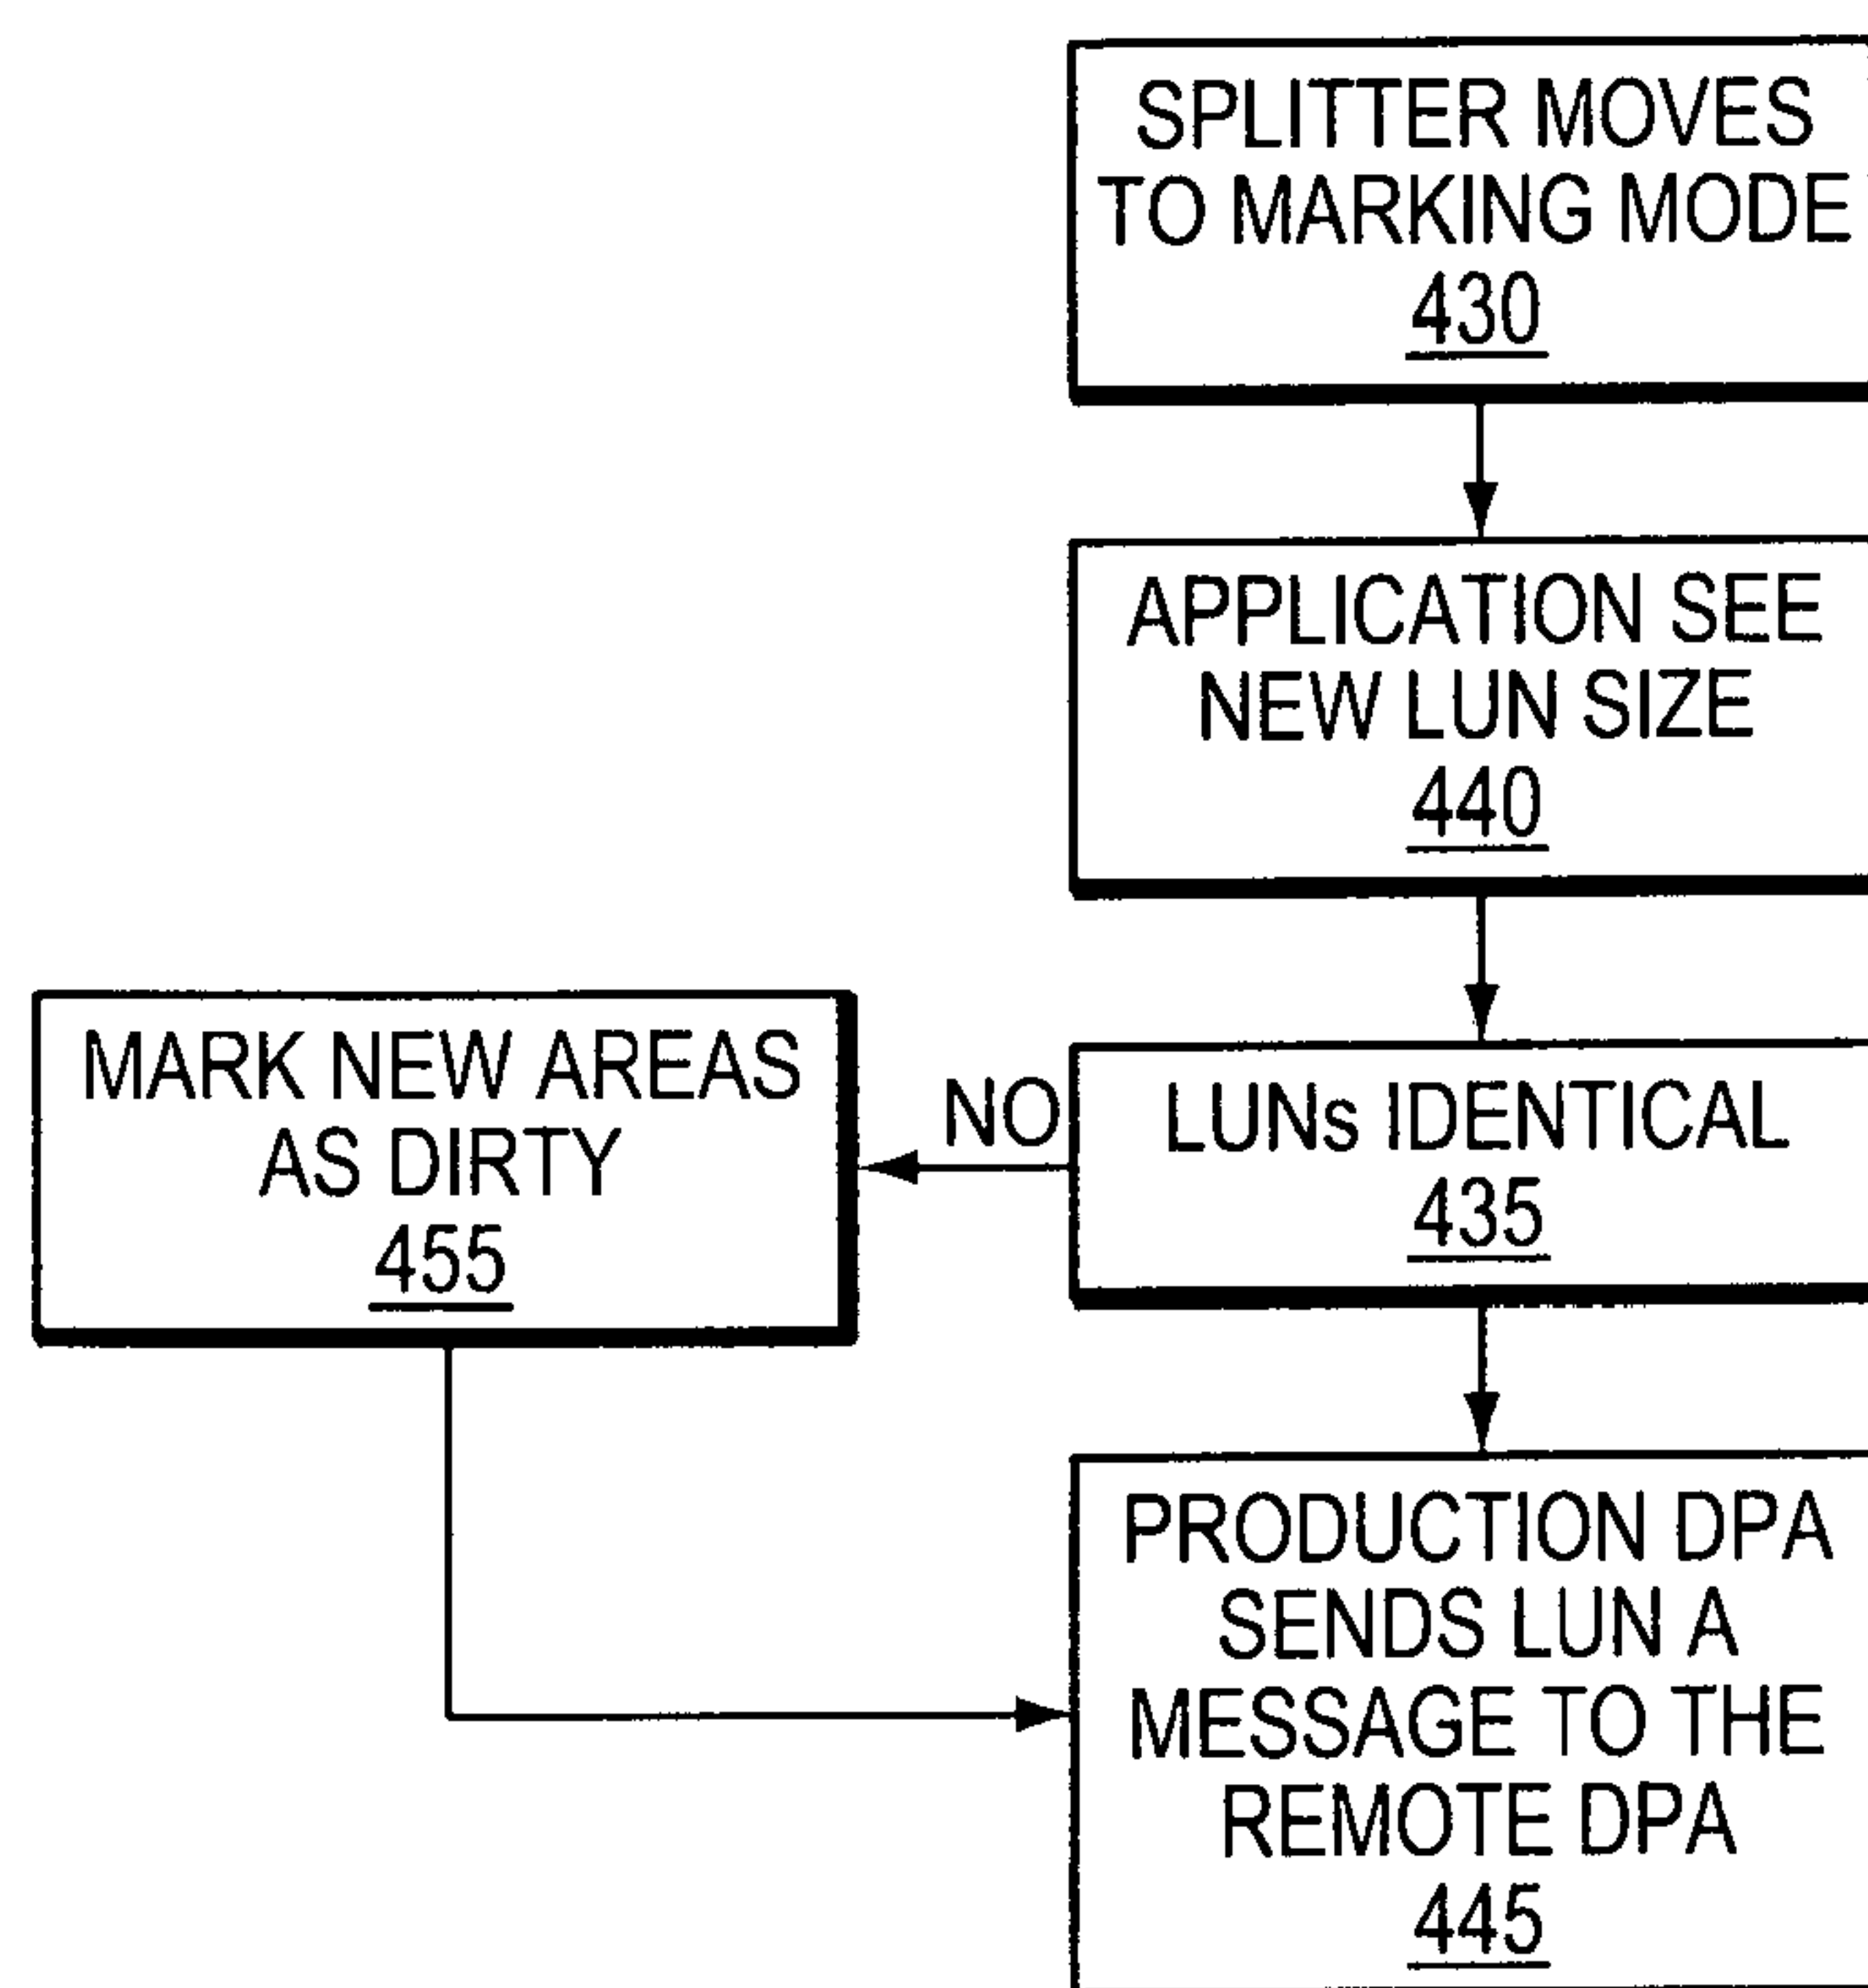 SPLITTER MOVES
TO MARKING MODE
430
APPLICATION SEE
NEW LUN SIZE
440
MARK NEW AREAS
AS DIRTY
455
NO
LUNs IDENTICAL
435
PRODUCTION DPA
SENDS LUN A
MESSAGE TO THE
REMOTE DPA
445